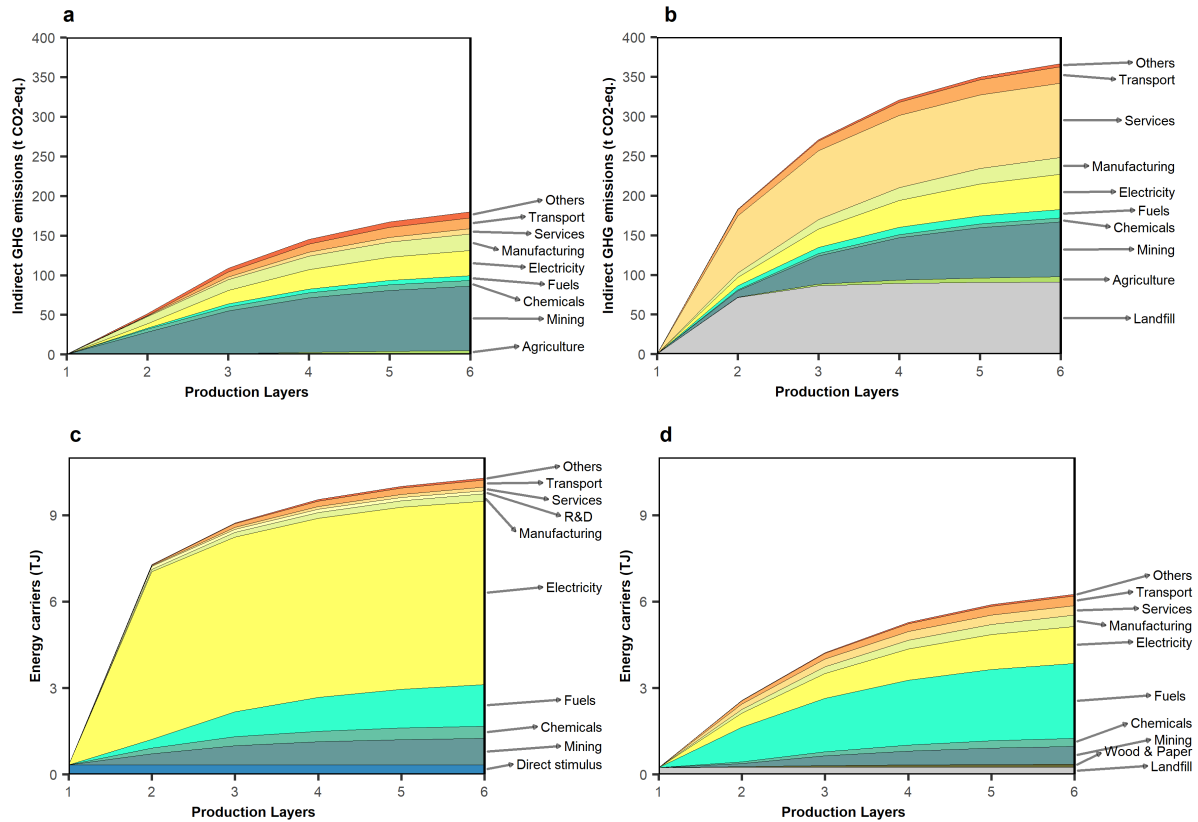 a
Indirect GHG emissions (t CO2-eq.)
400
350
300
250
200
150
100
50
0
1 2 3 4 5 6
Production Layers
Others
Transport
Services
Manufacturing
Electricity
Fuels
Chemicals
Mining
Agriculture
b
Indirect GHG emissions (t CO2-eq.)
400
350
300
250
200
150
100
50
0
1 2 3 4 5 6
Production Layers
Others
Transport
Services
Manufacturing
Electricity
Fuels
Chemicals
Mining
Agriculture
Landfill
c
Energy carriers (TJ)
9
6
3
0
1 2 3 4 5 6
Production Layers
Others
Transport
Services
R&D
Manufacturing
Electricity
Fuels
Chemicals
Mining
Direct stimulus
d
Energy carriers (TJ)
9
6
3
0
1 2 3 4 5 6
Production Layers
Others
Transport
Services
Manufacturing
Electricity
Fuels
Chemicals
Mining
Wood & Paper
Landfill